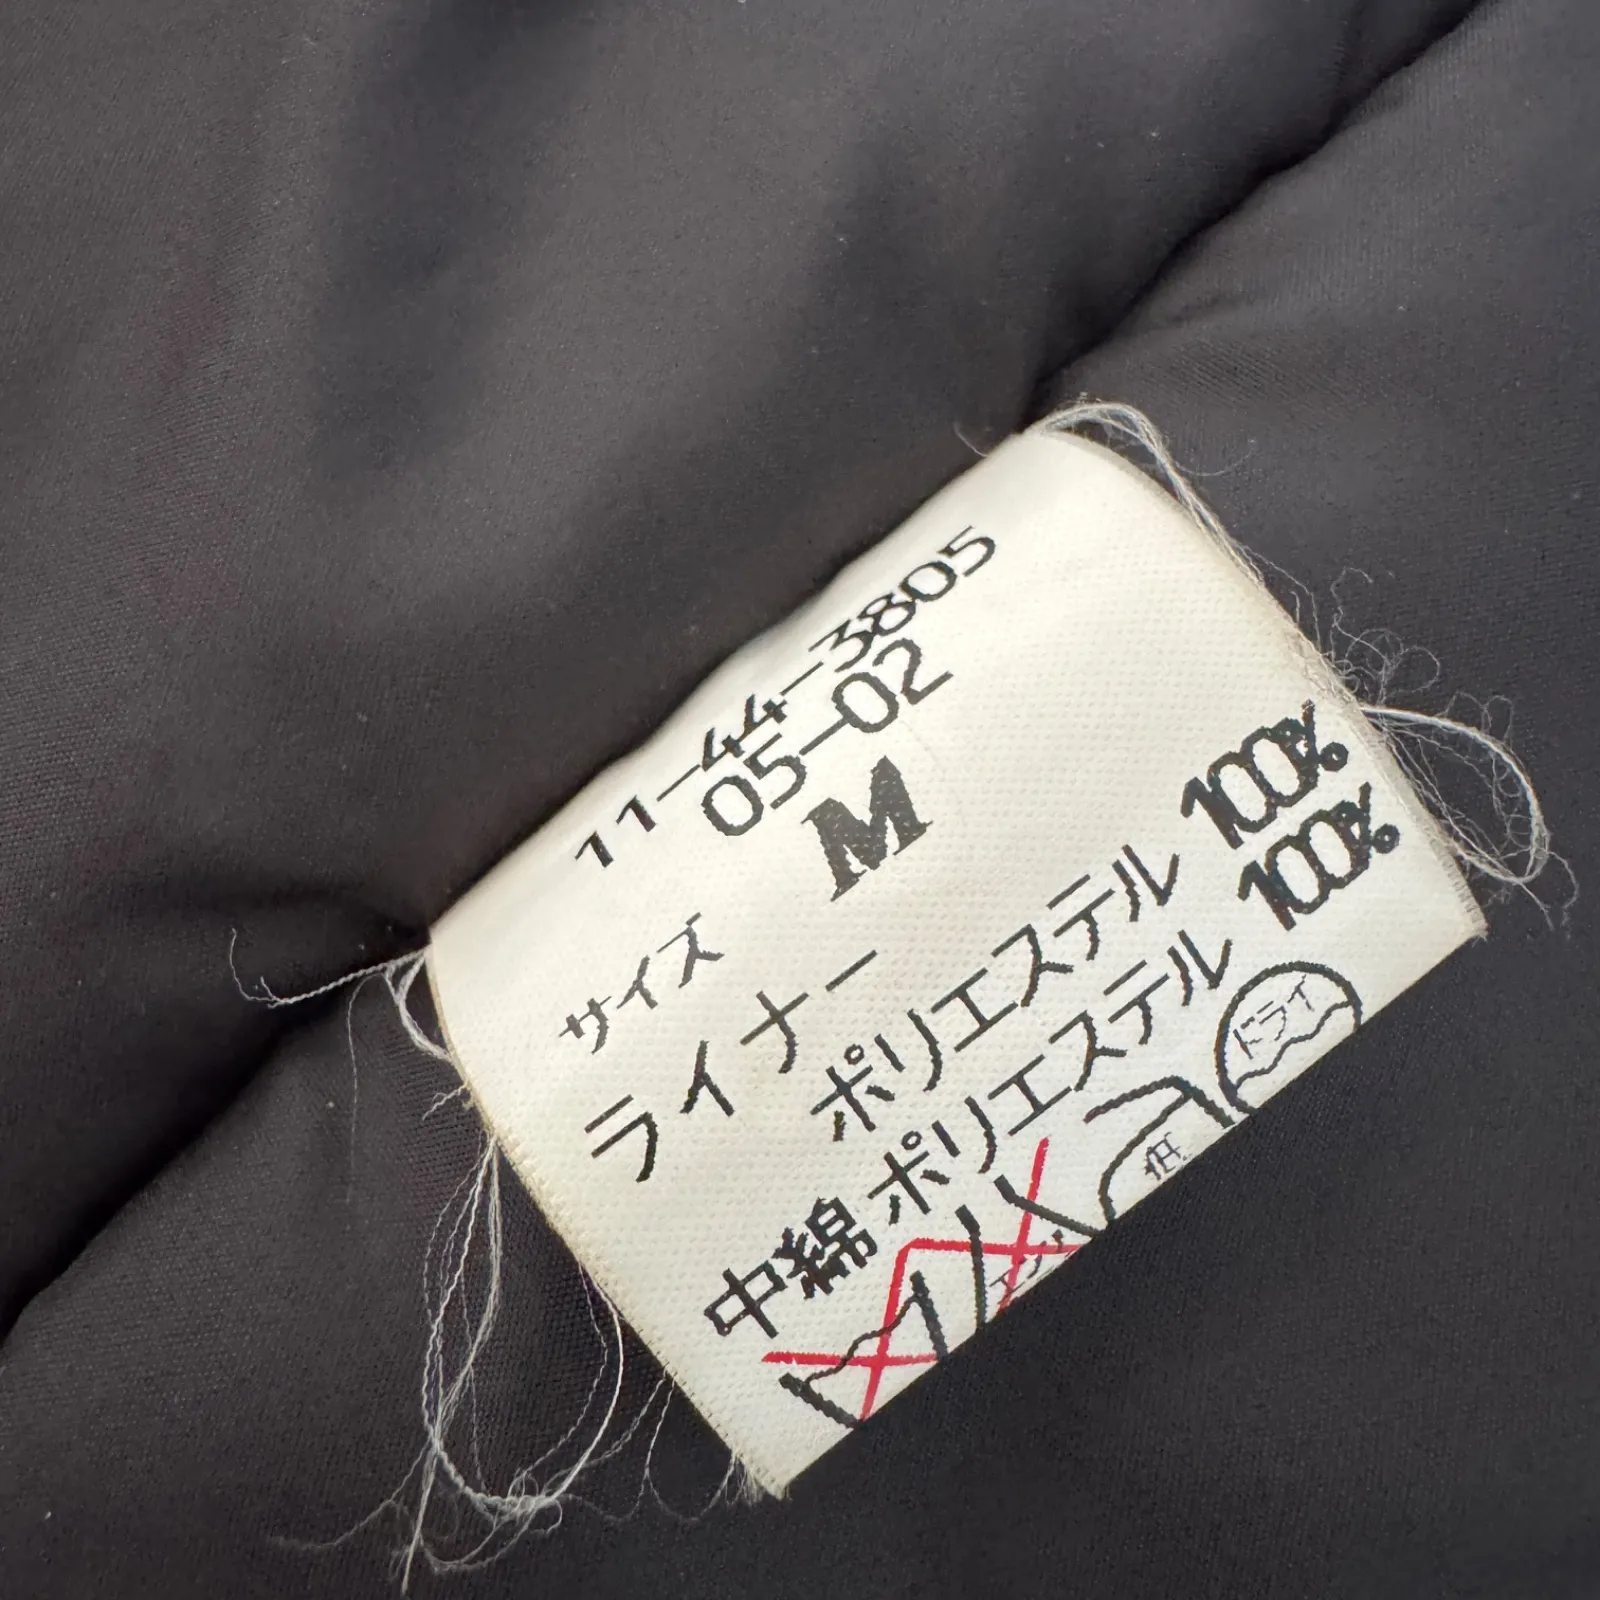 11-44-3805
05-02
サイズ M
ライナー
ポリエステル 100%
中綿 ポリエステル 100%
低 ドライ